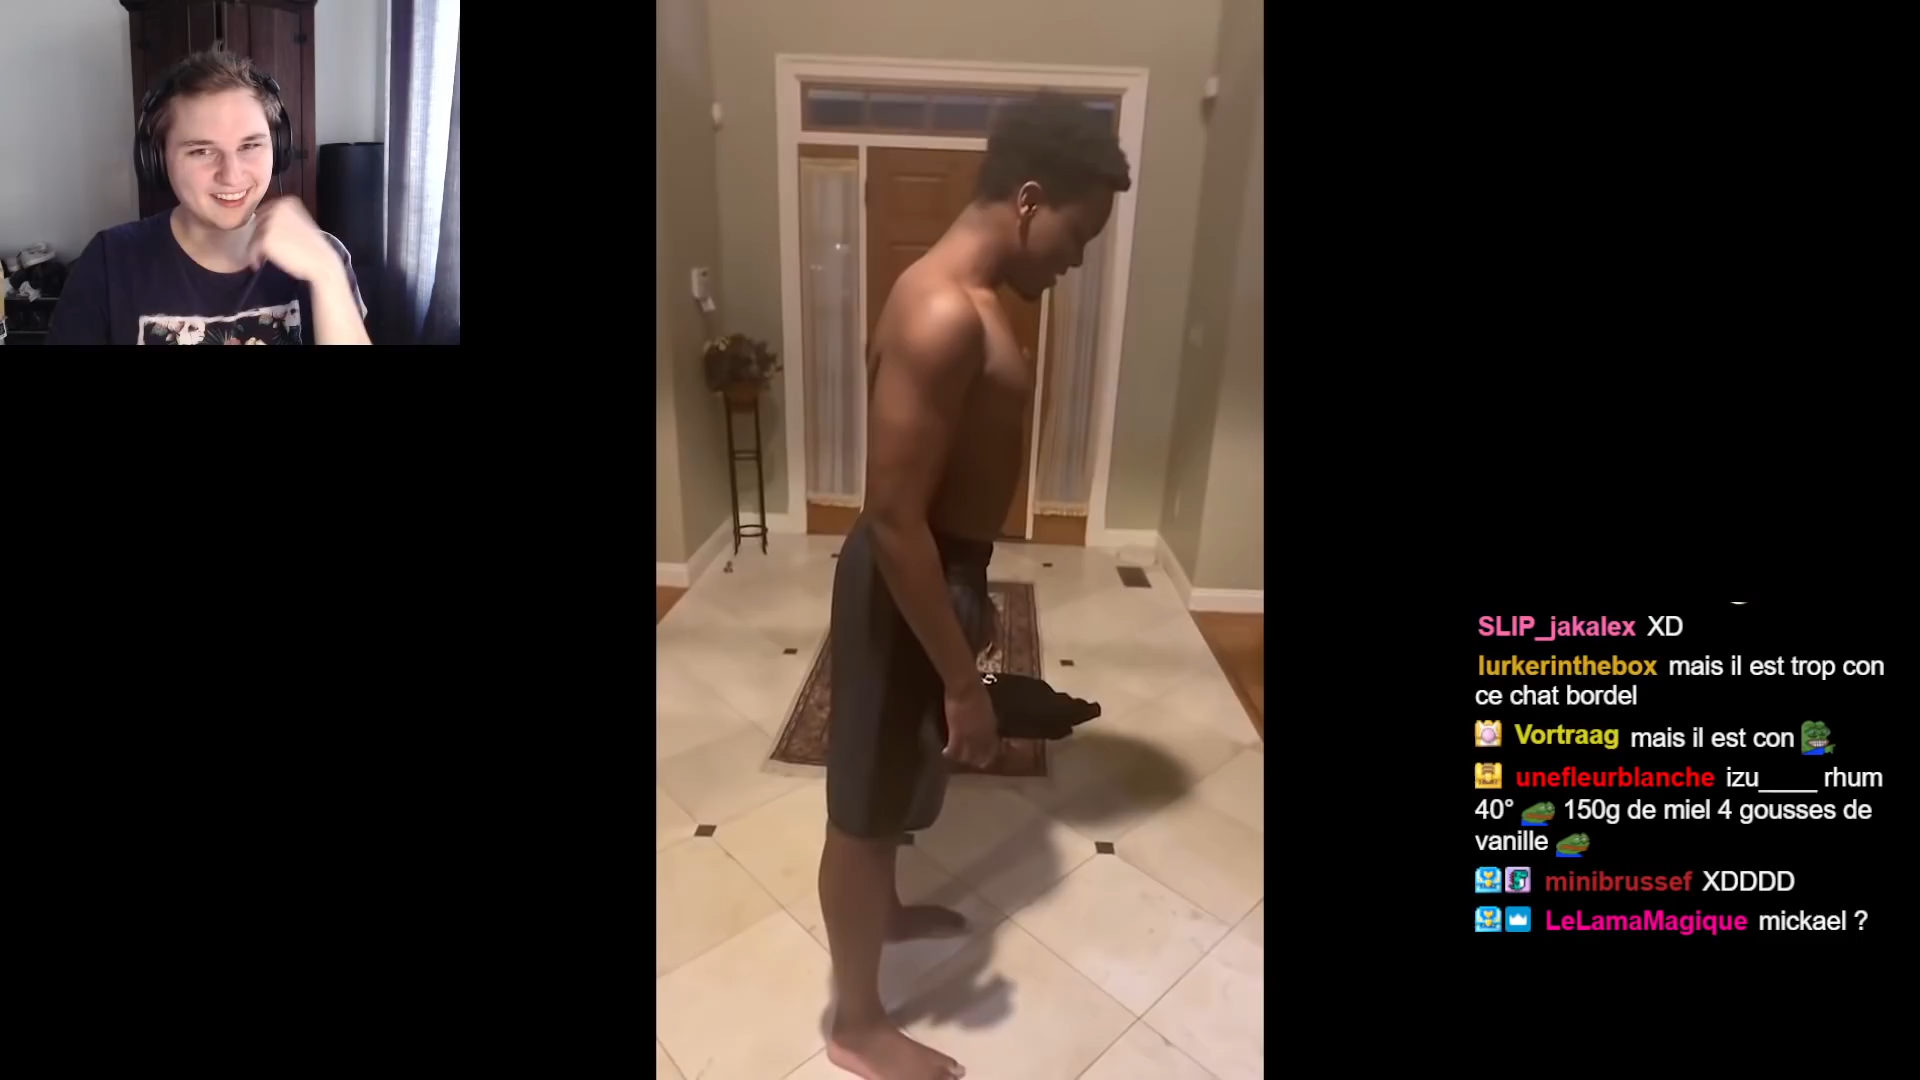 SLIP_jakalex XD
lurkerinthebox mais il est trop con
ce chat bordel
Vortraag mais il est con
unefleurblanche izu____ rhum
40° 150g de miel 4 gousses de
vanille
minibrussef XDDDD
LeLamaMagique mickael ?